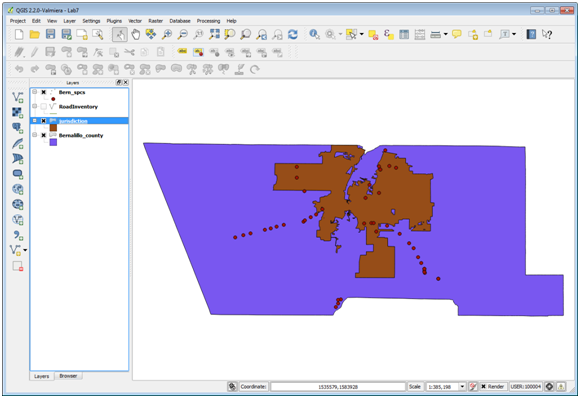 QGIS 2.2.0-Valmiera - Lab7
Project Edit View Layer Settings Plugins Vector Raster Database Processing Help
Layers
Bern_spcs
RoadInventory
jurisdiction
Bernalillo_county
Layers Browser
Coordinate: 1535579,1583928 Scale 1:385,198 Render USER:100004